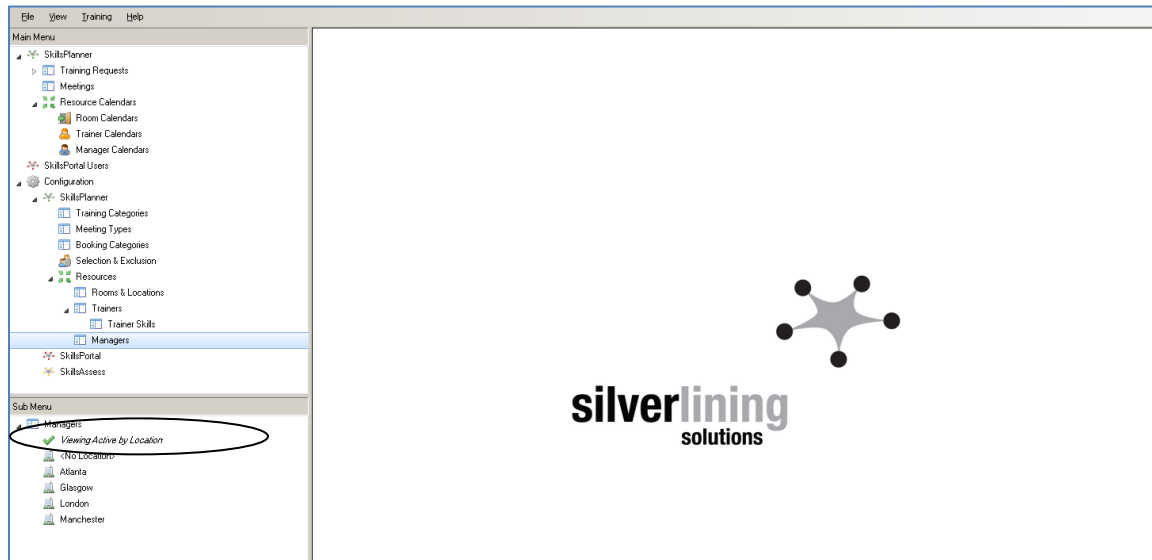 File View Training Help
Main Menu
SkillsPlanner
Training Requests
Meetings
Resource Calendars
Room Calendars
Trainer Calendars
Manager Calendars
SkillsPortal Users
Configuration
SkillsPlanner
Training Categories
Meeting Types
Booking Categories
Selection & Exclusion
Resources
Rooms & Locations
Trainers
Trainer Skills
Managers
SkillsPortal
SkillsAssess
Sub Menu
Managers
Viewing Active by Location
<No Location>
Atlanta
Glasgow
London
Manchester
silverlining
solutions